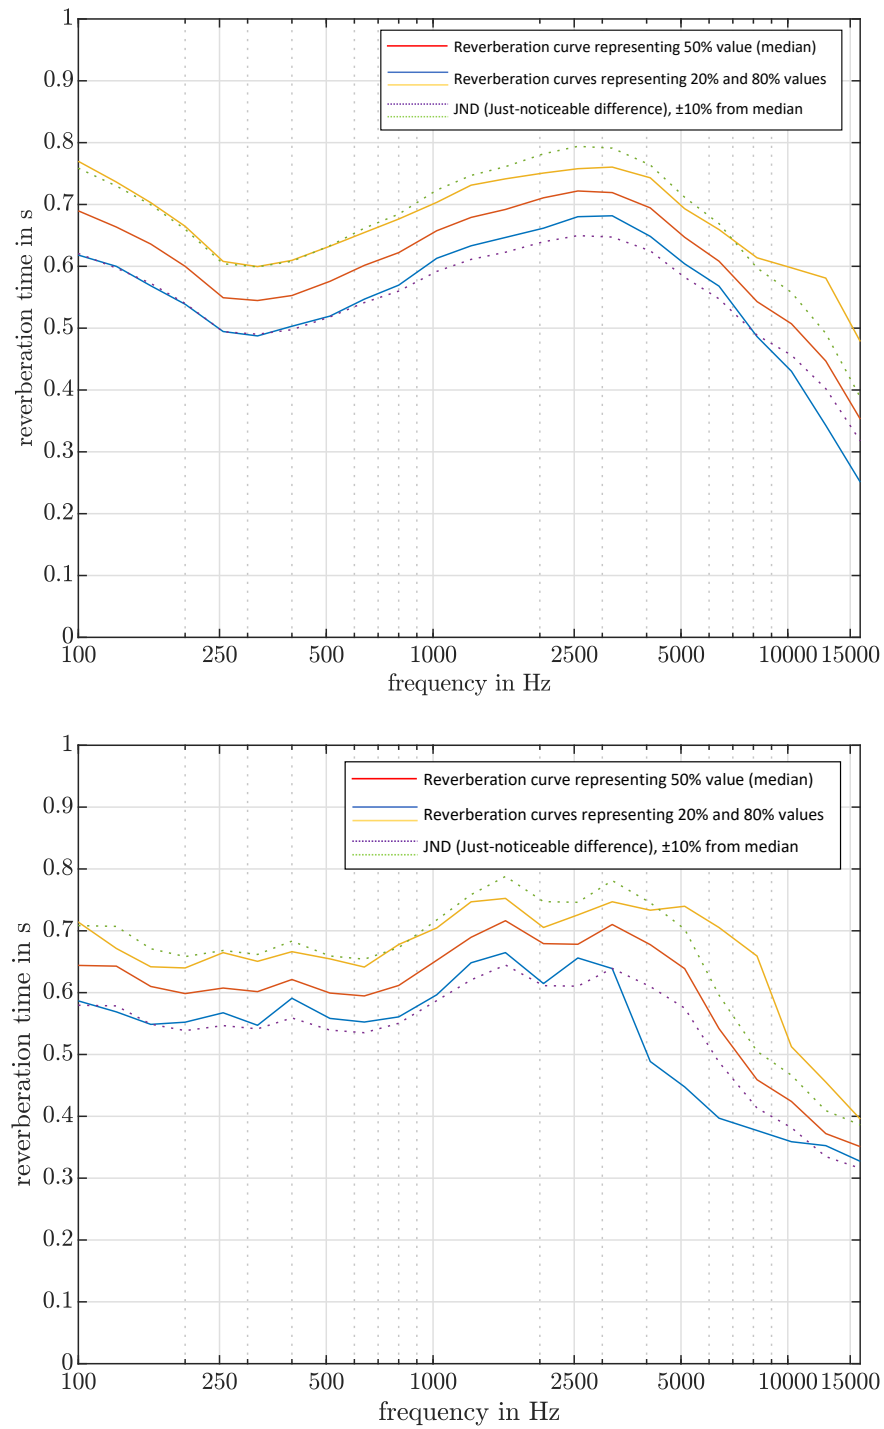 1
0.9
0.8
0.7
0.6
0.5
0.4
0.3
0.2
0.1
0
reverberation time in s
Reverberation curve representing 50% value (median)
Reverberation curves representing 20% and 80% values
JND (Just-noticeable difference), ±10% from median
100 250 500 1000 2500 5000 10000 15000
frequency in Hz
1
0.9
0.8
0.7
0.6
0.5
0.4
0.3
0.2
0.1
0
reverberation time in s
Reverberation curve representing 50% value (median)
Reverberation curves representing 20% and 80% values
JND (Just-noticeable difference), ±10% from median
100 250 500 1000 2500 5000 10000 15000
frequency in Hz